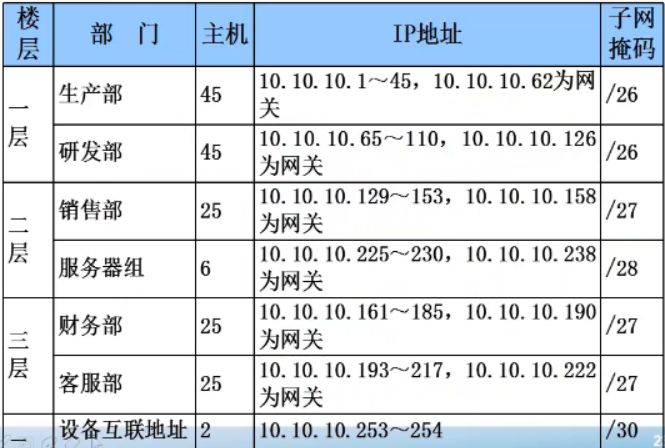 楼层 部 门 主机 IP地址 子网掩码
一层 生产部 45 10.10.10.1～45，10.10.10.62为网关 /26
研发部 45 10.10.10.65～110，10.10.10.126为网关 /26
二层 销售部 25 10.10.10.129～153，10.10.10.158为网关 /27
服务器组 6 10.10.10.225～230，10.10.10.238为网关 /28
三层 财务部 25 10.10.10.161～185，10.10.10.190为网关 /27
客服部 25 10.10.10.193～217，10.10.10.222为网关 /27
设备互联地址 2 10.10.10.253～254 /30